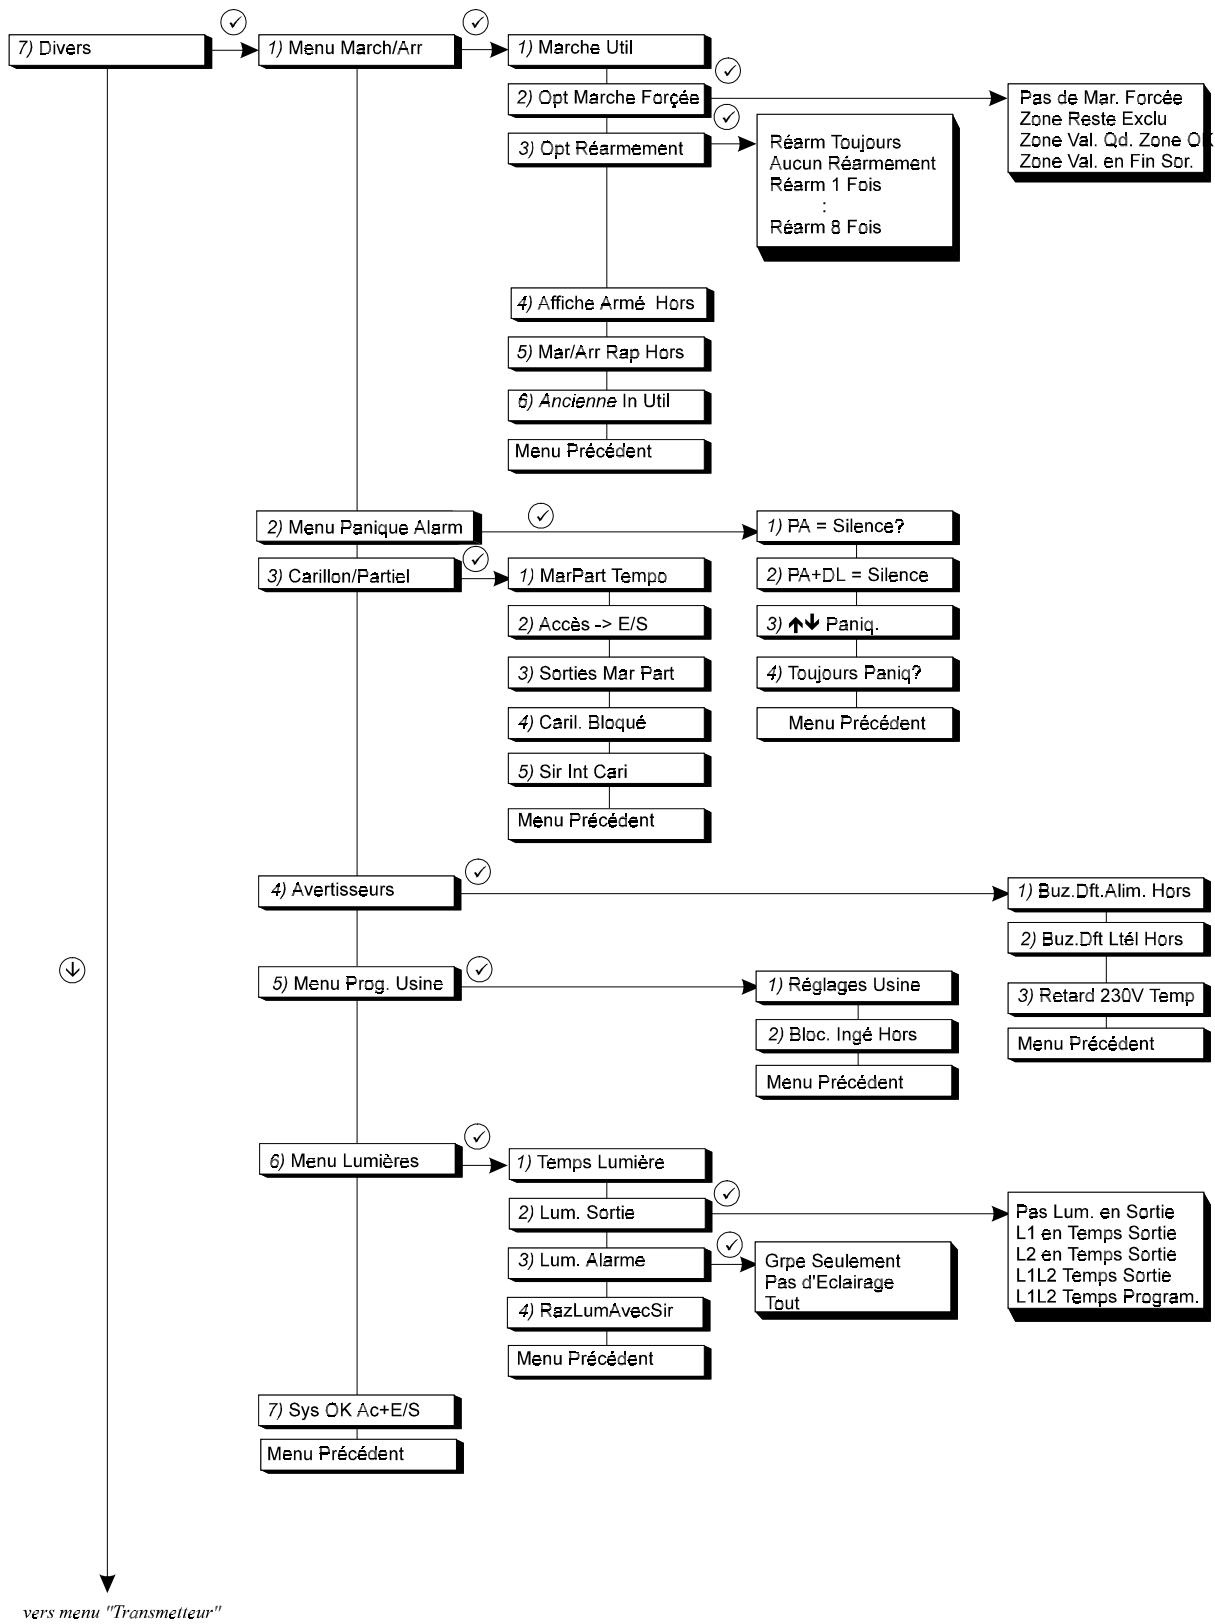 7) Divers
1) Menu March/Arr
1) Marche Util
2) Opt Marche Forçée
Pas de Mar. Forcée
Zone Reste Exclu
Zone Val. Qd. Zone OK
Zone Val. en Fin Sor.
3) Opt Réarmement
Réarm Toujours
Aucun Réarmement
Réarm 1 Fois
:
Réarm 8 Fois
4) Affiche Armé Hors
5) Mar/Arr Rap Hors
6) Ancienne In Util
Menu Précédent
2) Menu Panique Alarm
1) PA = Silence?
2) PA+DL = Silence
3) 🡱🡳 Paniq.
4) Toujours Paniq?
Menu Précédent
3) Carillon/Partiel
1) MarPart Tempo
2) Accès -> E/S
3) Sorties Mar Part
4) Caril. Bloqué
5) Sir Int Cari
Menu Précédent
4) Avertisseurs
1) Buz.Dft.Alim. Hors
2) Buz.Dft Ltél Hors
3) Retard 230V Temp
Menu Précédent
5) Menu Prog. Usine
1) Réglages Usine
2) Bloc. Ingé Hors
Menu Précédent
6) Menu Lumières
1) Temps Lumière
2) Lum. Sortie
Pas Lum. en Sortie
L1 en Temps Sortie
L2 en Temps Sortie
L1L2 Temps Sortie
L1L2 Temps Program.
3) Lum. Alarme
Grpe Seulement
Pas d'Eclairage
Tout
4) RazLumAvecSir
Menu Précédent
7) Sys OK Ac+E/S
Menu Précédent
vers menu "Transmetteur"